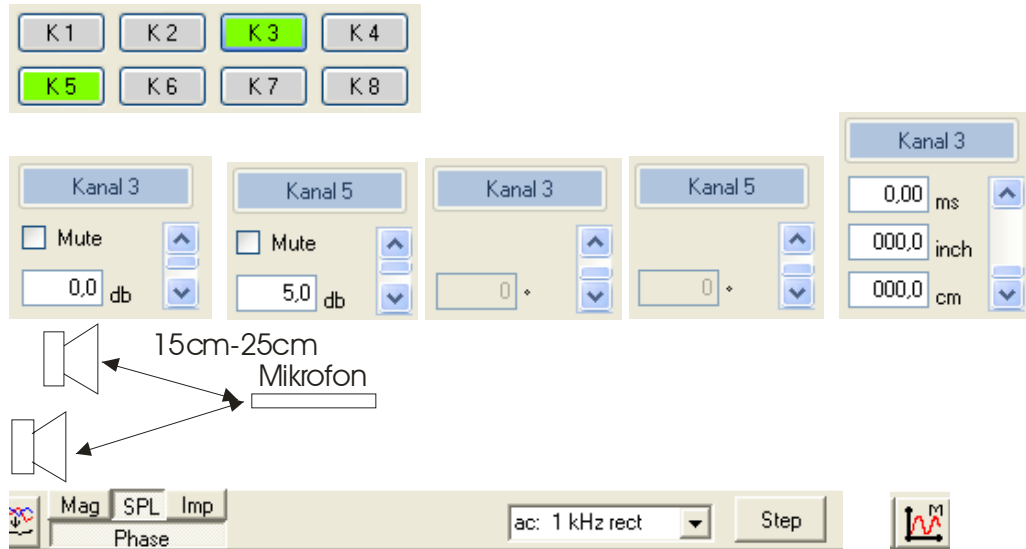 K 1 K 2 K 3 K 4
K 5 K 6 K 7 K 8
Kanal 3
Mute
0,0 db
Kanal 5
Mute
5,0 db
Kanal 3
0 °
Kanal 5
0 °
Kanal 3
0,00 ms
000,0 inch
000,0 cm
15cm-25cm
Mikrofon
Mag SPL Imp
Phase
ac: 1 kHz rect
Step
M